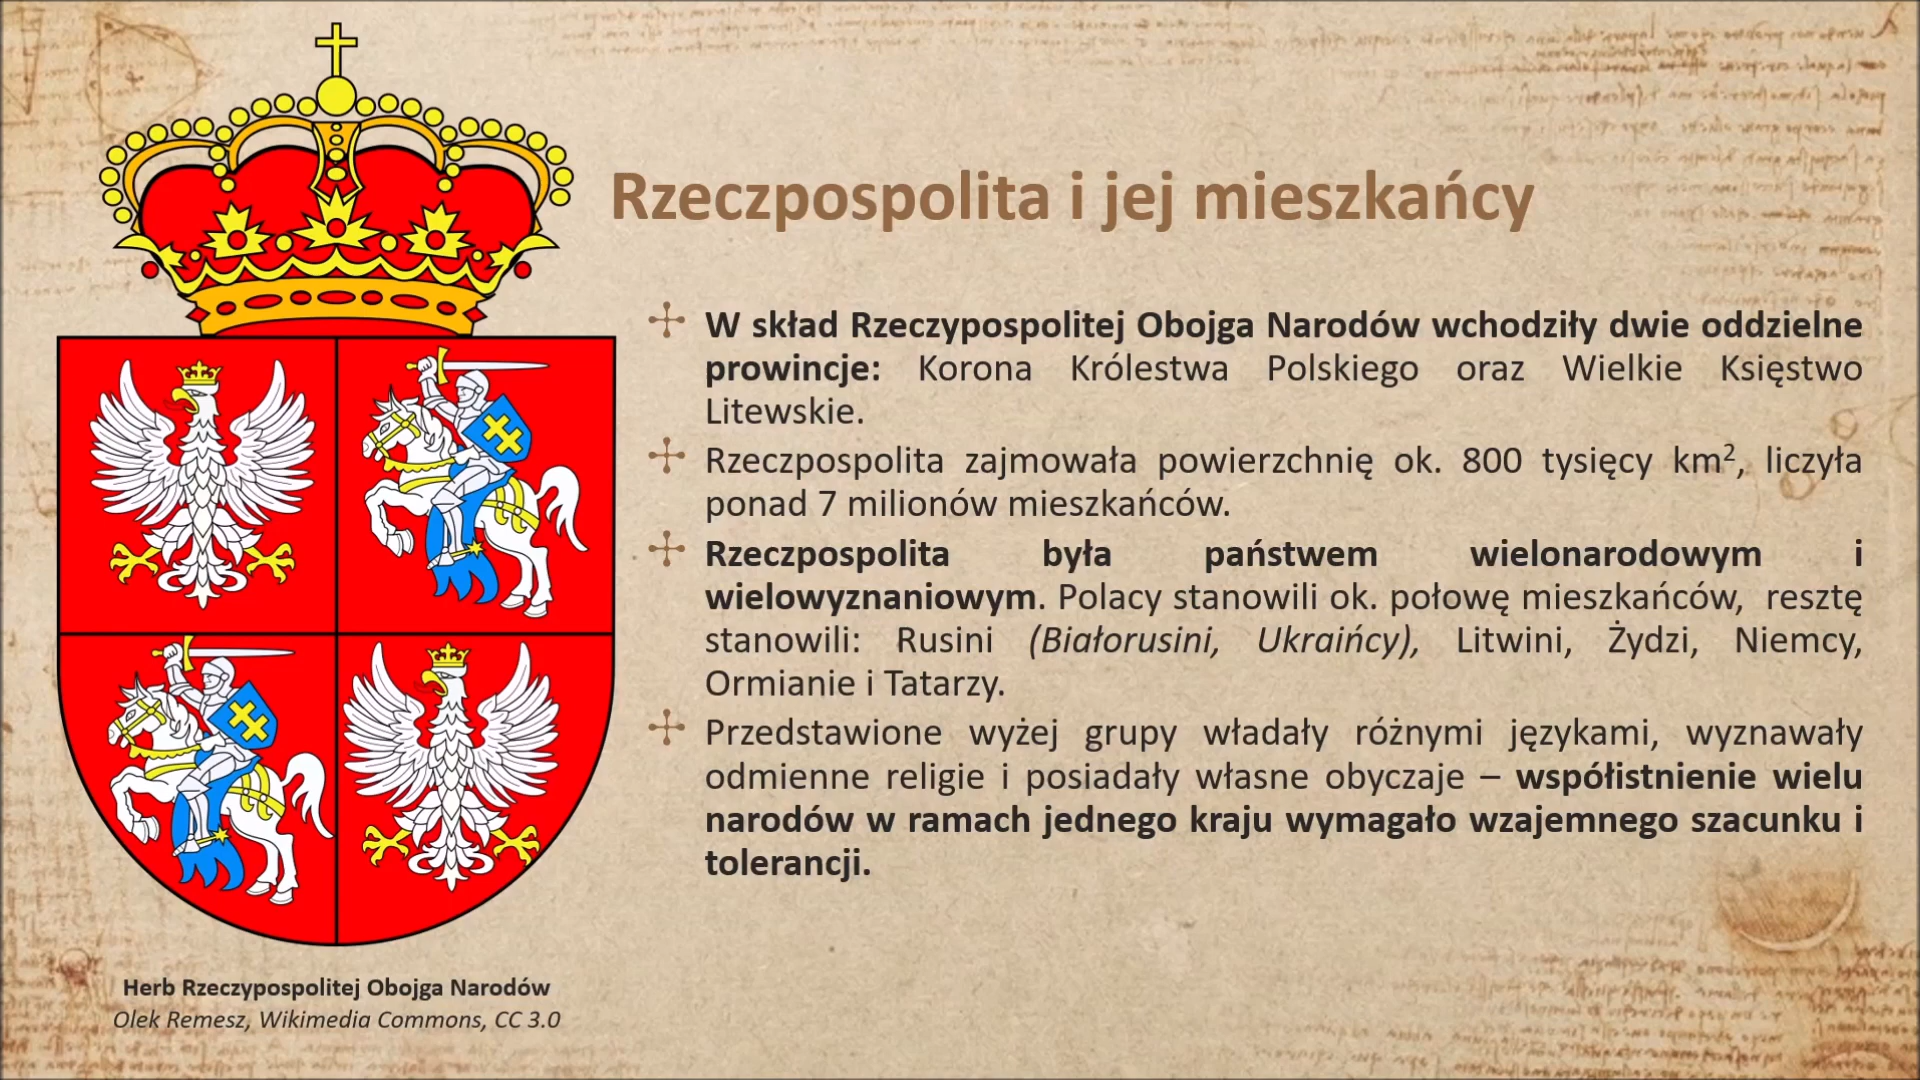 Rzeczpospolita i jej mieszkańcy
W skład Rzeczypospolitej Obojga Narodów wchodziły dwie oddzielne
prowincje: Korona Królestwa Polskiego oraz Wielkie Księstwo
Litewskie.
Rzeczpospolita zajmowała powierzchnię ok. 800 tysięcy km², liczyła
ponad 7 milionów mieszkańców.
Rzeczpospolita była państwem wielonarodowym i
wielowyznaniowym. Polacy stanowili ok. połowę mieszkańców, resztę
stanowili: Rusini (Białorusini, Ukraińcy), Litwini, Żydzi, Niemcy,
Ormianie i Tatarzy.
Przedstawione wyżej grupy władały różnymi językami, wyznawały
odmienne religie i posiadały własne obyczaje – współistnienie wielu
narodów w ramach jednego kraju wymagało wzajemnego szacunku i
tolerancji.
Herb Rzeczypospolitej Obojga Narodów
Olek Remesz, Wikimedia Commons, CC 3.0